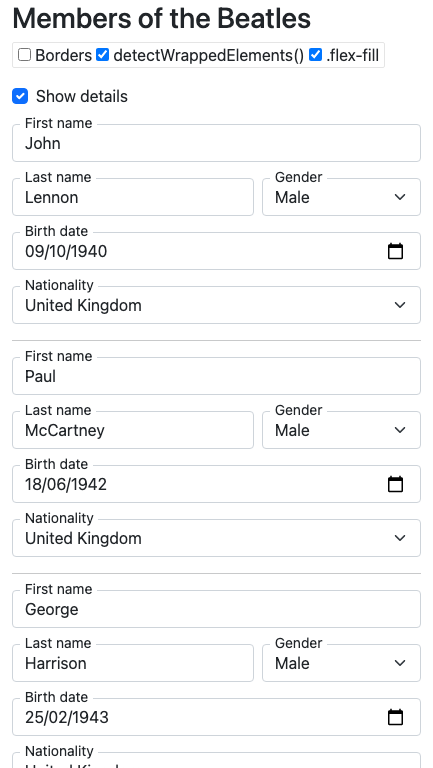 Members of the Beatles
Borders detectWrappedElements() .flex-fill
Show details
First name
John
Last name Gender
Lennon Male
Birth date
09/10/1940
Nationality
United Kingdom
First name
Paul
Last name Gender
McCartney Male
Birth date
18/06/1942
Nationality
United Kingdom
First name
George
Last name Gender
Harrison Male
Birth date
25/02/1943
Nationality
United Kingdom